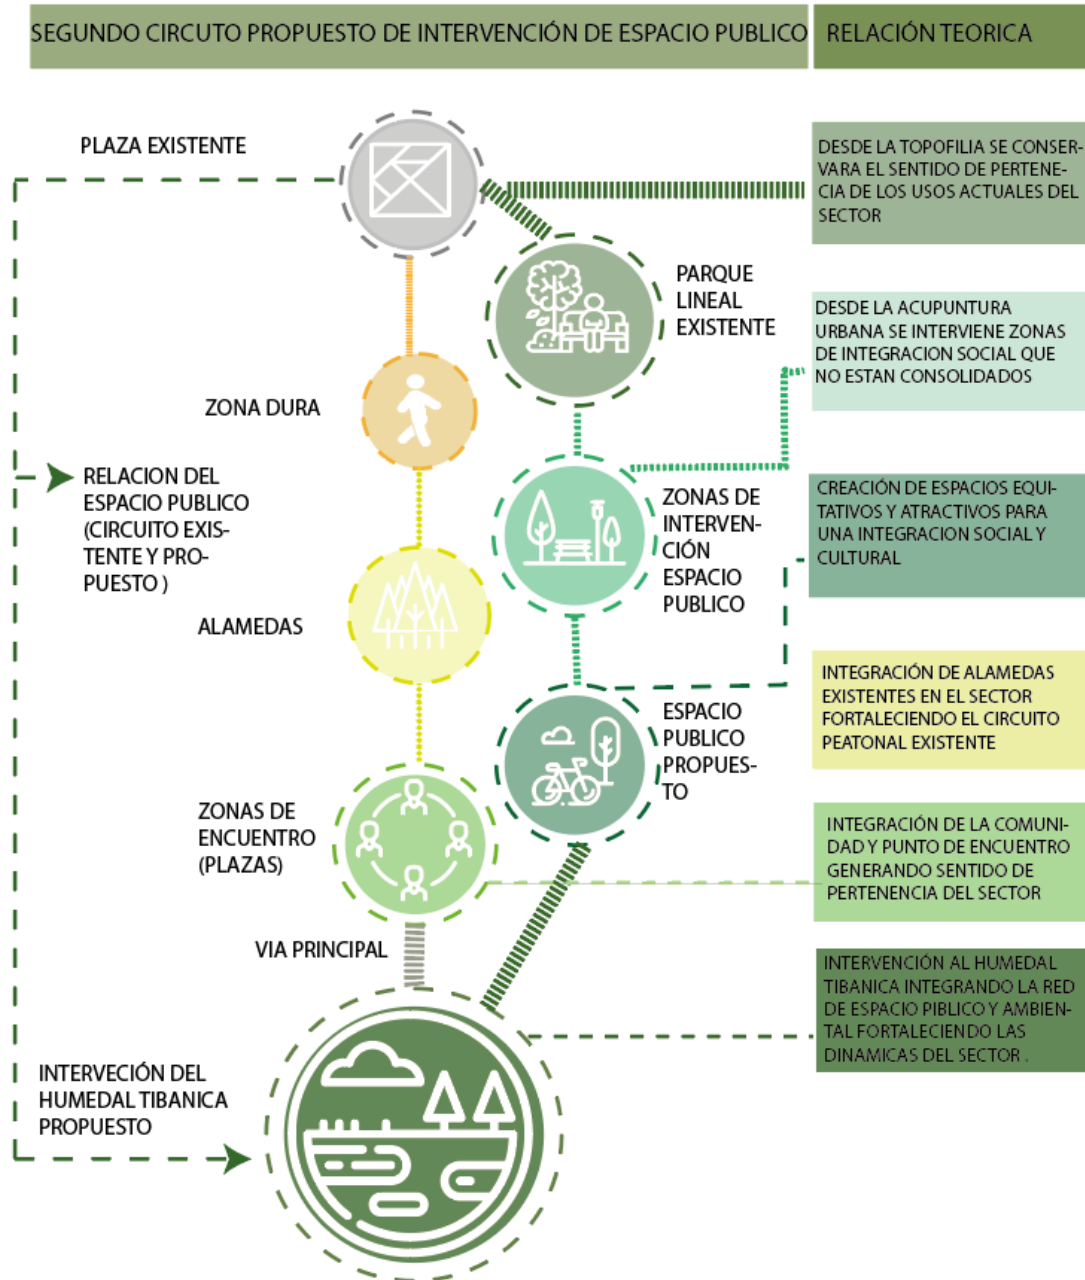 SEGUNDO CIRCUTO PROPUESTO DE INTERVENCIÓN DE ESPACIO PUBLICO
RELACIÓN TEORICA
PLAZA EXISTENTE
DESDE LA TOPOFILIA SE CONSER-
VARA EL SENTIDO DE PERTENE-
CIA DE LOS USOS ACTUALES DEL
SECTOR
PARQUE
LINEAL
EXISTENTE
DESDE LA ACUPUNTURA
URBANA SE INTERVIENE ZONAS
DE INTEGRACION SOCIAL QUE
NO ESTAN CONSOLIDADOS
ZONA DURA
RELACION DEL
ESPACIO PUBLICO
(CIRCUITO EXIS-
TENTE Y PRO-
PUESTO )
ZONAS DE
INTERVEN-
CIÓN
ESPACIO
PUBLICO
CREACIÓN DE ESPACIOS EQUI-
TATIVOS Y ATRACTIVOS PARA
UNA INTEGRACION SOCIAL Y
CULTURAL
ALAMEDAS
INTEGRACIÓN DE ALAMEDAS
EXISTENTES EN EL SECTOR
FORTALECIENDO EL CIRCUITO
PEATONAL EXISTENTE
ESPACIO
PUBLICO
PROPUES-
TO
ZONAS DE
ENCUENTRO
(PLAZAS)
INTEGRACIÓN DE LA COMUNI-
DAD Y PUNTO DE ENCUENTRO
GENERANDO SENTIDO DE
PERTENENCIA DEL SECTOR
VIA PRINCIPAL
INTERVENCIÓN AL HUMEDAL
TIBANICA INTEGRANDO LA RED
DE ESPACIO PIBLICO Y AMBIEN-
TAL FORTALECIENDO LAS
DINAMICAS DEL SECTOR .
INTERVECIÓN DEL
HUMEDAL TIBANICA
PROPUESTO